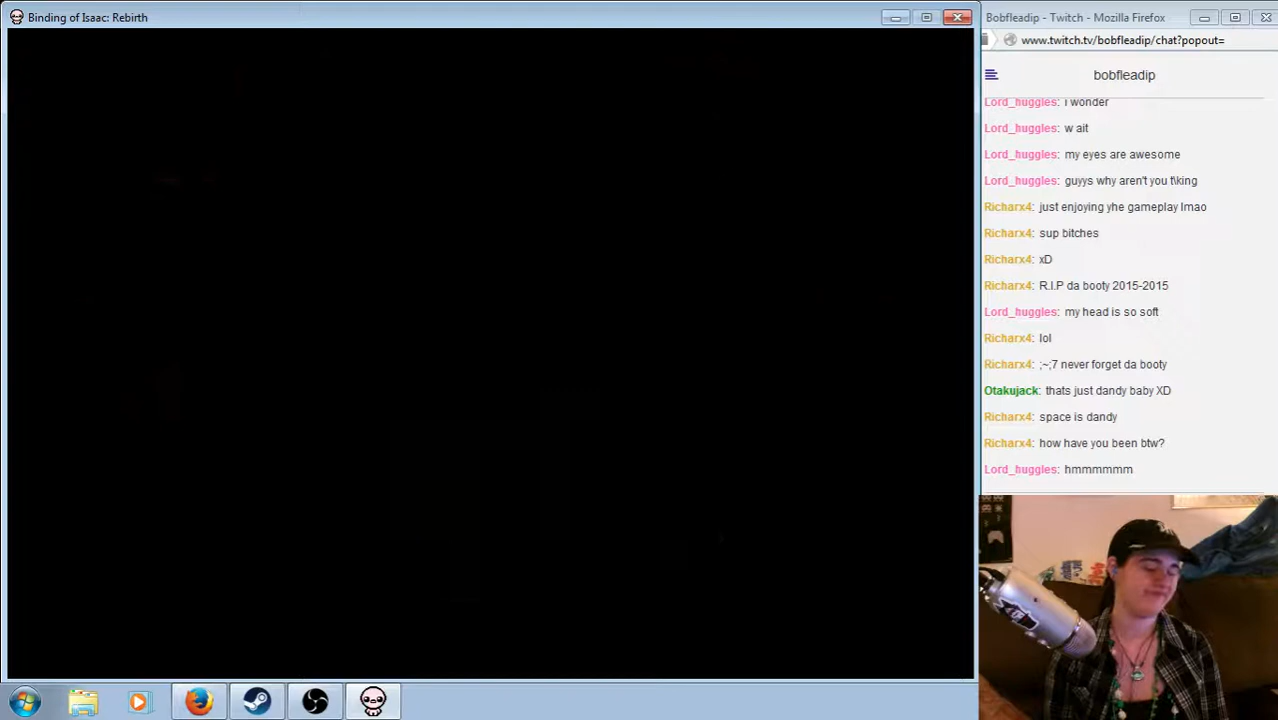 Binding of Isaac: Rebirth
Bobfleadip - Twitch - Mozilla Firefox
www.twitch.tv/bobfleadip/chat?popout=
bobfleadip
Lord_huggles: i wonder
Lord_huggles: w ait
Lord_huggles: my eyes are awesome
Lord_huggles: guyys why aren't you t\king
Richarx4: just enjoying yhe gameplay lmao
Richarx4: sup bitches
Richarx4: xD
Richarx4: R.I.P da booty 2015-2015
Lord_huggles: my head is so soft
Richarx4: lol
Richarx4: ;~;7 never forget da booty
Otakujack: thats just dandy baby XD
Richarx4: space is dandy
Richarx4: how have you been btw?
Lord_huggles: hmmmmmm